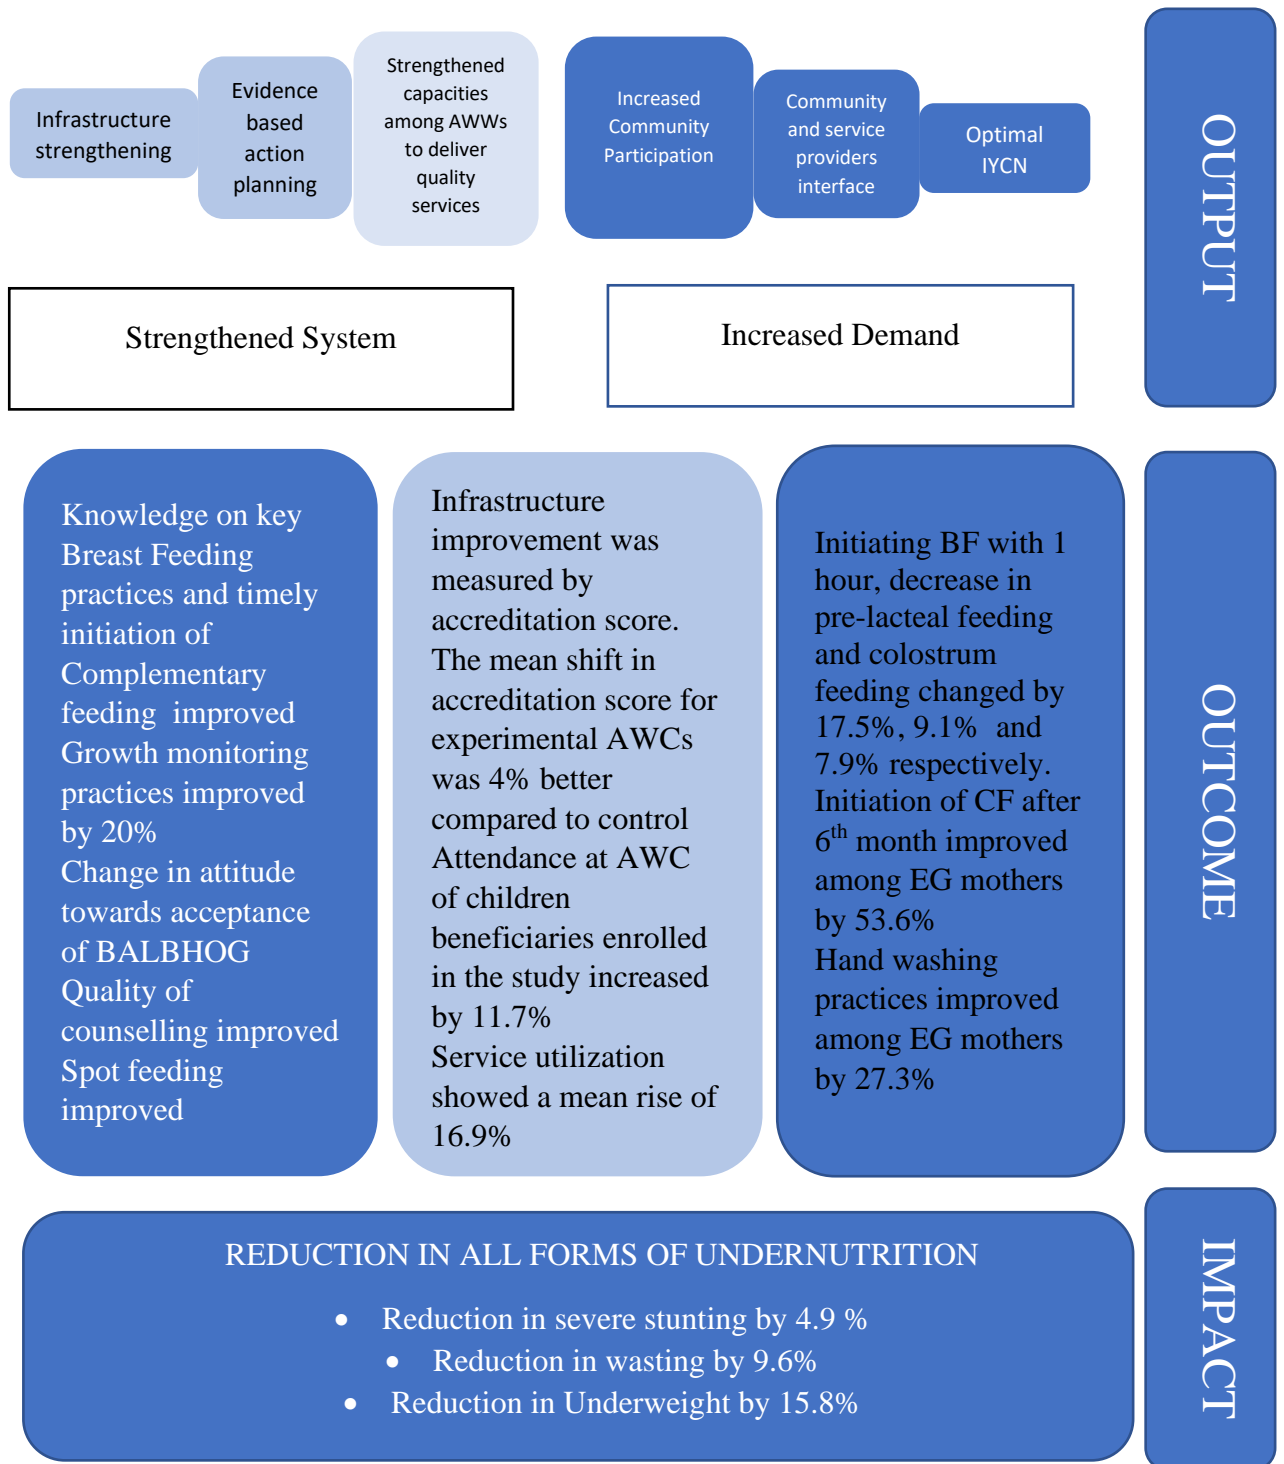 Infrastructure
strengthening
Evidence
based
action
planning
Strengthened
capacities
among AWWs
to deliver
quality
services
Increased
Community
Participation
Community
and service
providers
interface
Optimal
IYCN
OUTPUT
Strengthened System
Increased Demand
Knowledge on key
Breast Feeding
practices and timely
initiation of
Complementary
feeding improved
Growth monitoring
practices improved
by 20%
Change in attitude
towards acceptance
of BALBHOG
Quality of
counselling improved
Spot feeding
improved
Infrastructure
improvement was
measured by
accreditation score.
The mean shift in
accreditation score for
experimental AWCs
was 4% better
compared to control
Attendance at AWC
of children
beneficiaries enrolled
in the study increased
by 11.7%
Service utilization
showed a mean rise of
16.9%
Initiating BF with 1
hour, decrease in
pre-lacteal feeding
and colostrum
feeding changed by
17.5%, 9.1% and
7.9% respectively.
Initiation of CF after
6th month improved
among EG mothers
by 53.6%
Hand washing
practices improved
among EG mothers
by 27.3%
OUTCOME
REDUCTION IN ALL FORMS OF UNDERNUTRITION
• Reduction in severe stunting by 4.9 %
• Reduction in wasting by 9.6%
• Reduction in Underweight by 15.8%
IMPACT